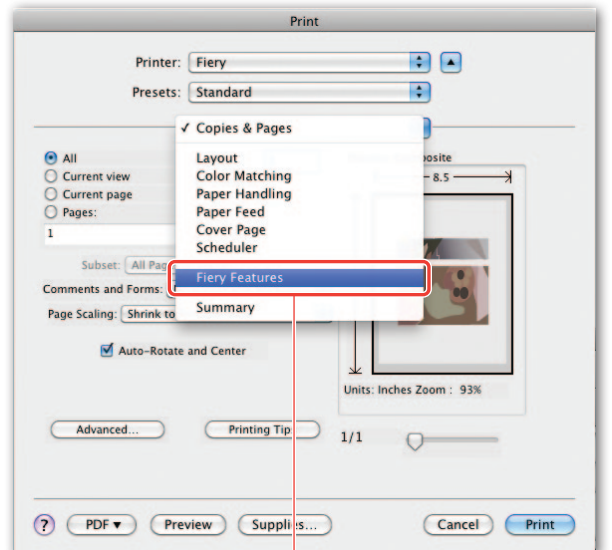 Print
Printer: Fiery
Presets: Standard
✓ Copies & Pages
Layout
Color Matching
Paper Handling
Paper Feed
Cover Page
Scheduler
Fiery Features
Summary
All
Current view
Current page
Pages:
1
Subset: All Pag
Comments and Forms:
Page Scaling: Shrink to
Auto-Rotate and Center
Advanced...
Printing Tip
8.5
Units: Inches Zoom : 93%
1/1
? PDF ▼ Preview Supplies... Cancel Print